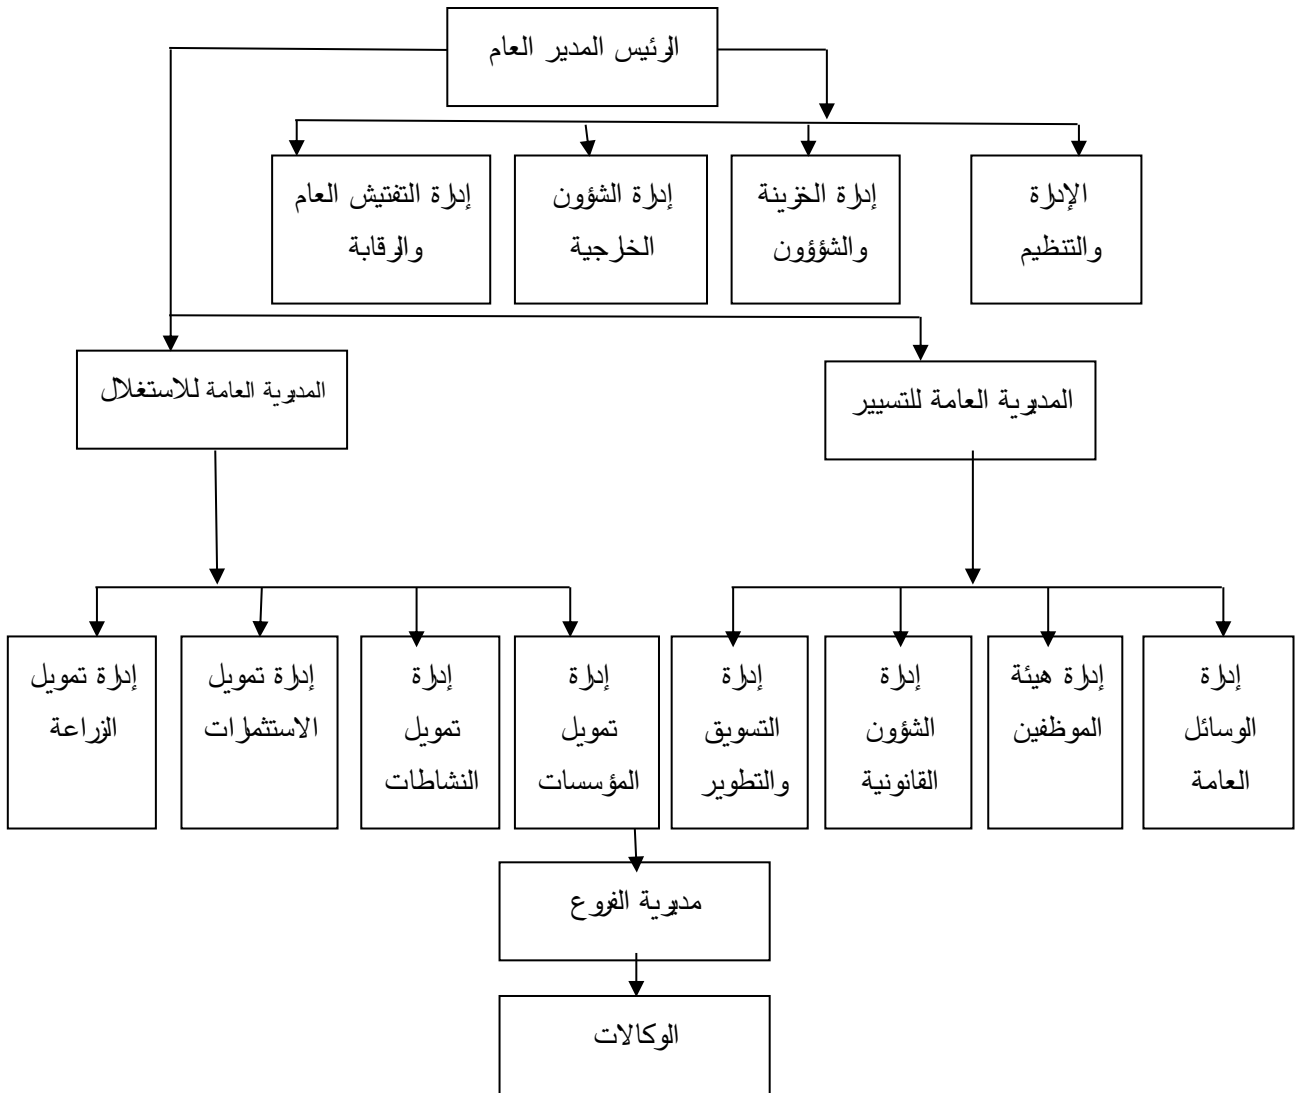 الرئيس المدير العام
الإدارة
والتنظيم
إدارة الخزينة
والشؤؤون
إدارة الشؤون
الخارجية
إدارة التفتيش العام
والرقابة
المديرية العامة للتسيير
المديرية العامة للاستغلال
إدارة
الوسائل
العامة
إدارة هيئة
الموظفين
إدارة
الشؤون
القانونية
إدارة
التسويق
والتطوير
إدارة
تمويل
المؤسسات
إدارة
تمويل
النشاطات
إدارة تمويل
الاستثمارات
إدارة تمويل
الزراعة
مديرية الفروع
الوكالات